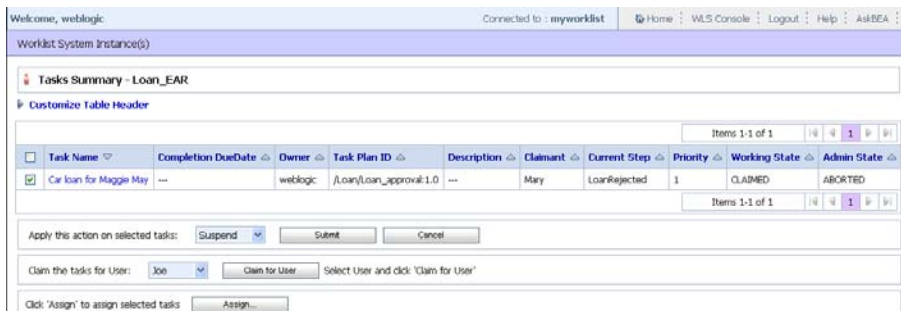 Welcome, weblogic Connected to : myworklist Home WLS Console Logout Help AskBEA
Worklist System Instance(s)
Tasks Summary - Loan_EAR
Customize Table Header
Items 1-1 of 1 1
Task Name Completion DueDate Owner Task Plan ID Description Claimant Current Step Priority Working State Admin State
Car loan for Maggie May --- weblogic /Loan/Loan_approval:1.0 --- Mary LoanRejected 1 CLAIMED ABORTED
Items 1-1 of 1 1
Apply this action on selected tasks: Suspend Submit Cancel
Claim the tasks for User: Joe Claim for User Select User and click 'Claim for User'
Click 'Assign' to assign selected tasks Assign...